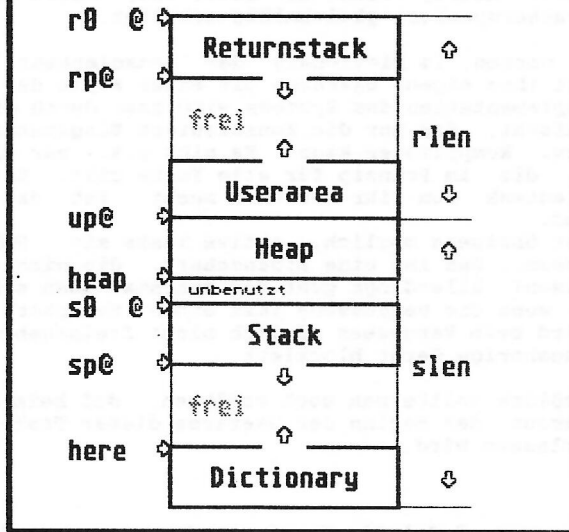 r0 @
Returnstack
rp@
frei
rlen
Userarea
up@
Heap
heap
unbenutzt
s0 @
Stack
sp@
slen
frei
here
Dictionary